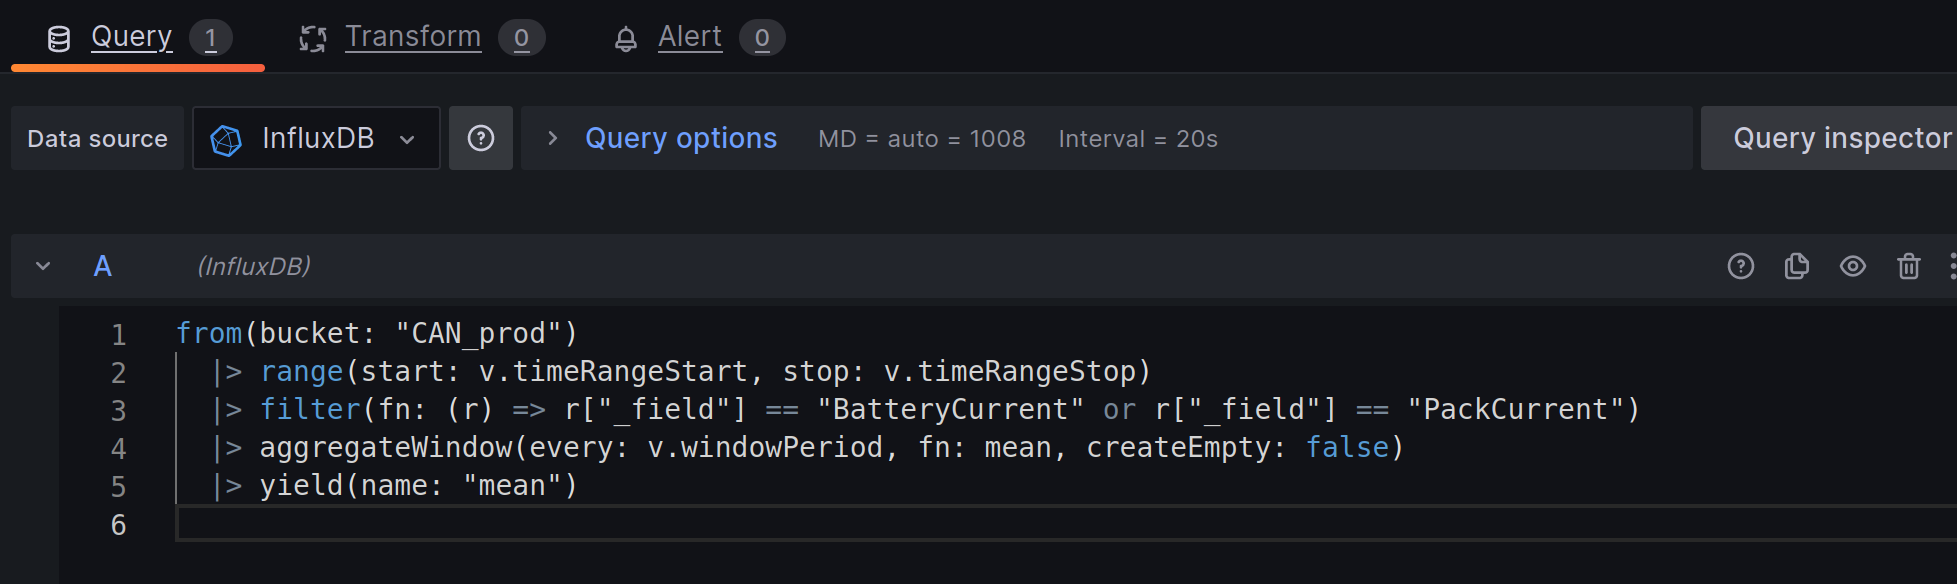 Query 1 Transform 0 Alert 0
Data source InfluxDB Query options MD = auto = 1008 Interval = 20s Query inspector
A (InfluxDB)
1 from(bucket: "CAN_prod")
2 |> range(start: v.timeRangeStart, stop: v.timeRangeStop)
3 |> filter(fn: (r) => r["_field"] == "BatteryCurrent" or r["_field"] == "PackCurrent")
4 |> aggregateWindow(every: v.windowPeriod, fn: mean, createEmpty: false)
5 |> yield(name: "mean")
6